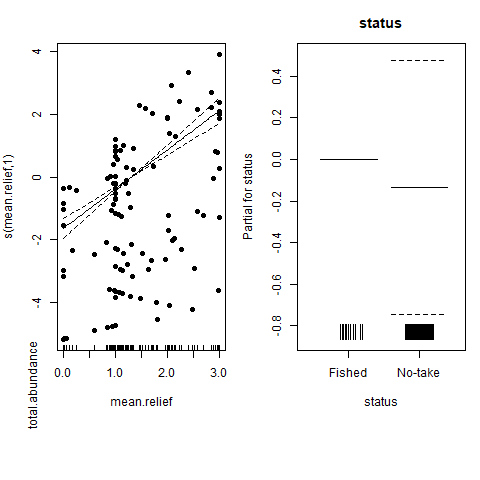 status
4
2
0
-2
-4
s(mean.relief,1)
total.abundance
0.0
1.0
2.0
3.0
mean.relief
0.4
0.2
0.0
-0.2
-0.4
-0.6
-0.8
Partial for status
Fished
No-take
status